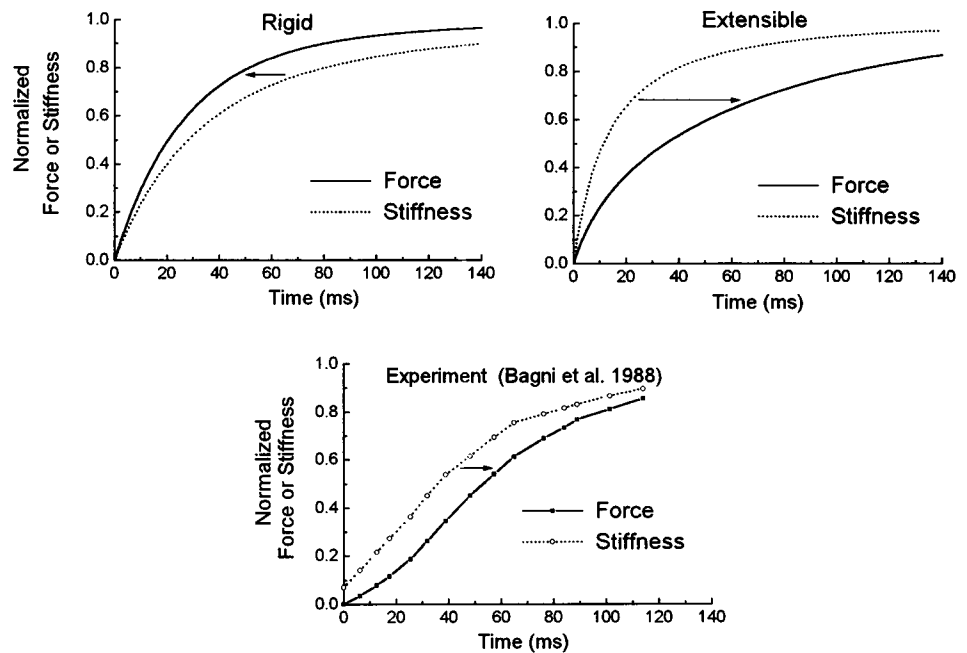 Rigid
1.0
0.8
0.6
0.4
0.2
0.0
Normalized
Force or Stiffness
Force
Stiffness
0 20 40 60 80 100 120 140
Time (ms)
Extensible
1.0
0.8
0.6
0.4
0.2
0.0
Force
Stiffness
0 20 40 60 80 100 120 140
Time (ms)
Experiment (Bagni et al. 1988)
1.0
0.8
0.6
0.4
0.2
0.0
Normalized
Force or Stiffness
Force
Stiffness
0 20 40 60 80 100 120 140
Time (ms)